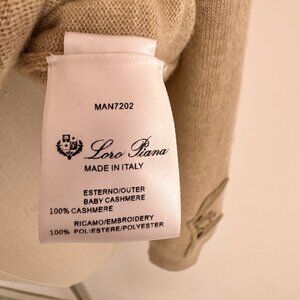 MAN7202
Loro Piana
MADE IN ITALY
ESTERNO/OUTER
BABY CASHMERE
100% CASHMERE
RICAMO/EMBROIDERY
100% POLIESTERE/POLYESTER